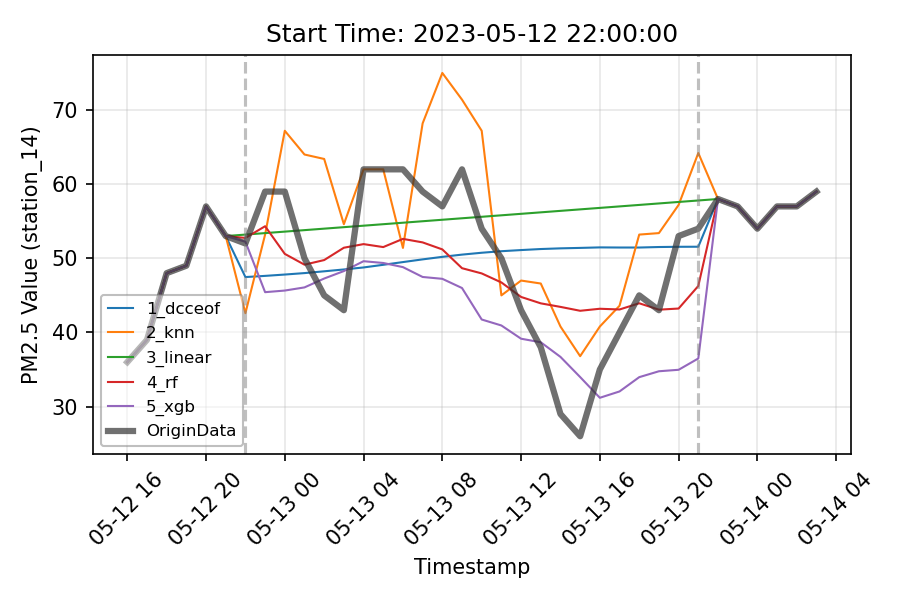 Start Time: 2023-05-12 22:00:00
PM2.5 Value (station_14)
70
60
50
40
30
1_dcceof
2_knn
3_linear
4_rf
5_xgb
OriginData
05-12 16
05-12 20
05-13 00
05-13 04
05-13 08
05-13 12
05-13 16
05-13 20
05-14 00
05-14 04
Timestamp